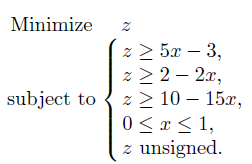 Minimize z
z ≥ 5x − 3,
z ≥ 2 − 2x,
subject to z ≥ 10 − 15x,
0 ≤ x ≤ 1,
z unsigned.